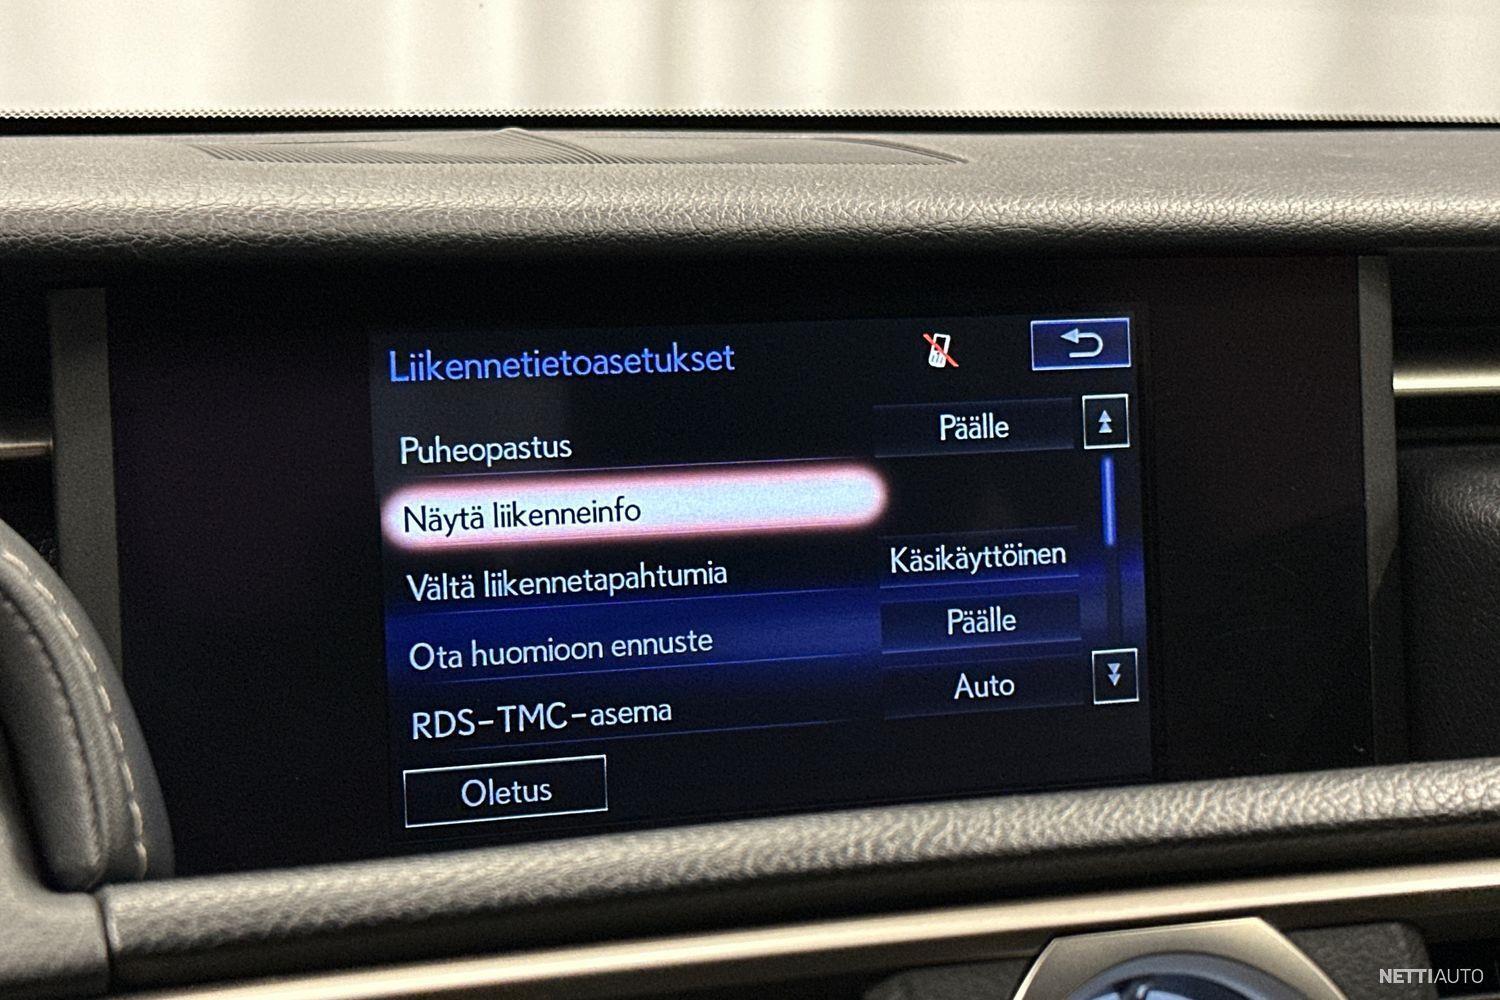 Liikennetietoasetukset
Puheopastus Päälle
Näytä liikenneinfo
Vältä liikennetapahtumia Käsikäyttöinen
Ota huomioon ennuste Päälle
RDS-TMC-asema Auto
Oletus
NETTIAUTO